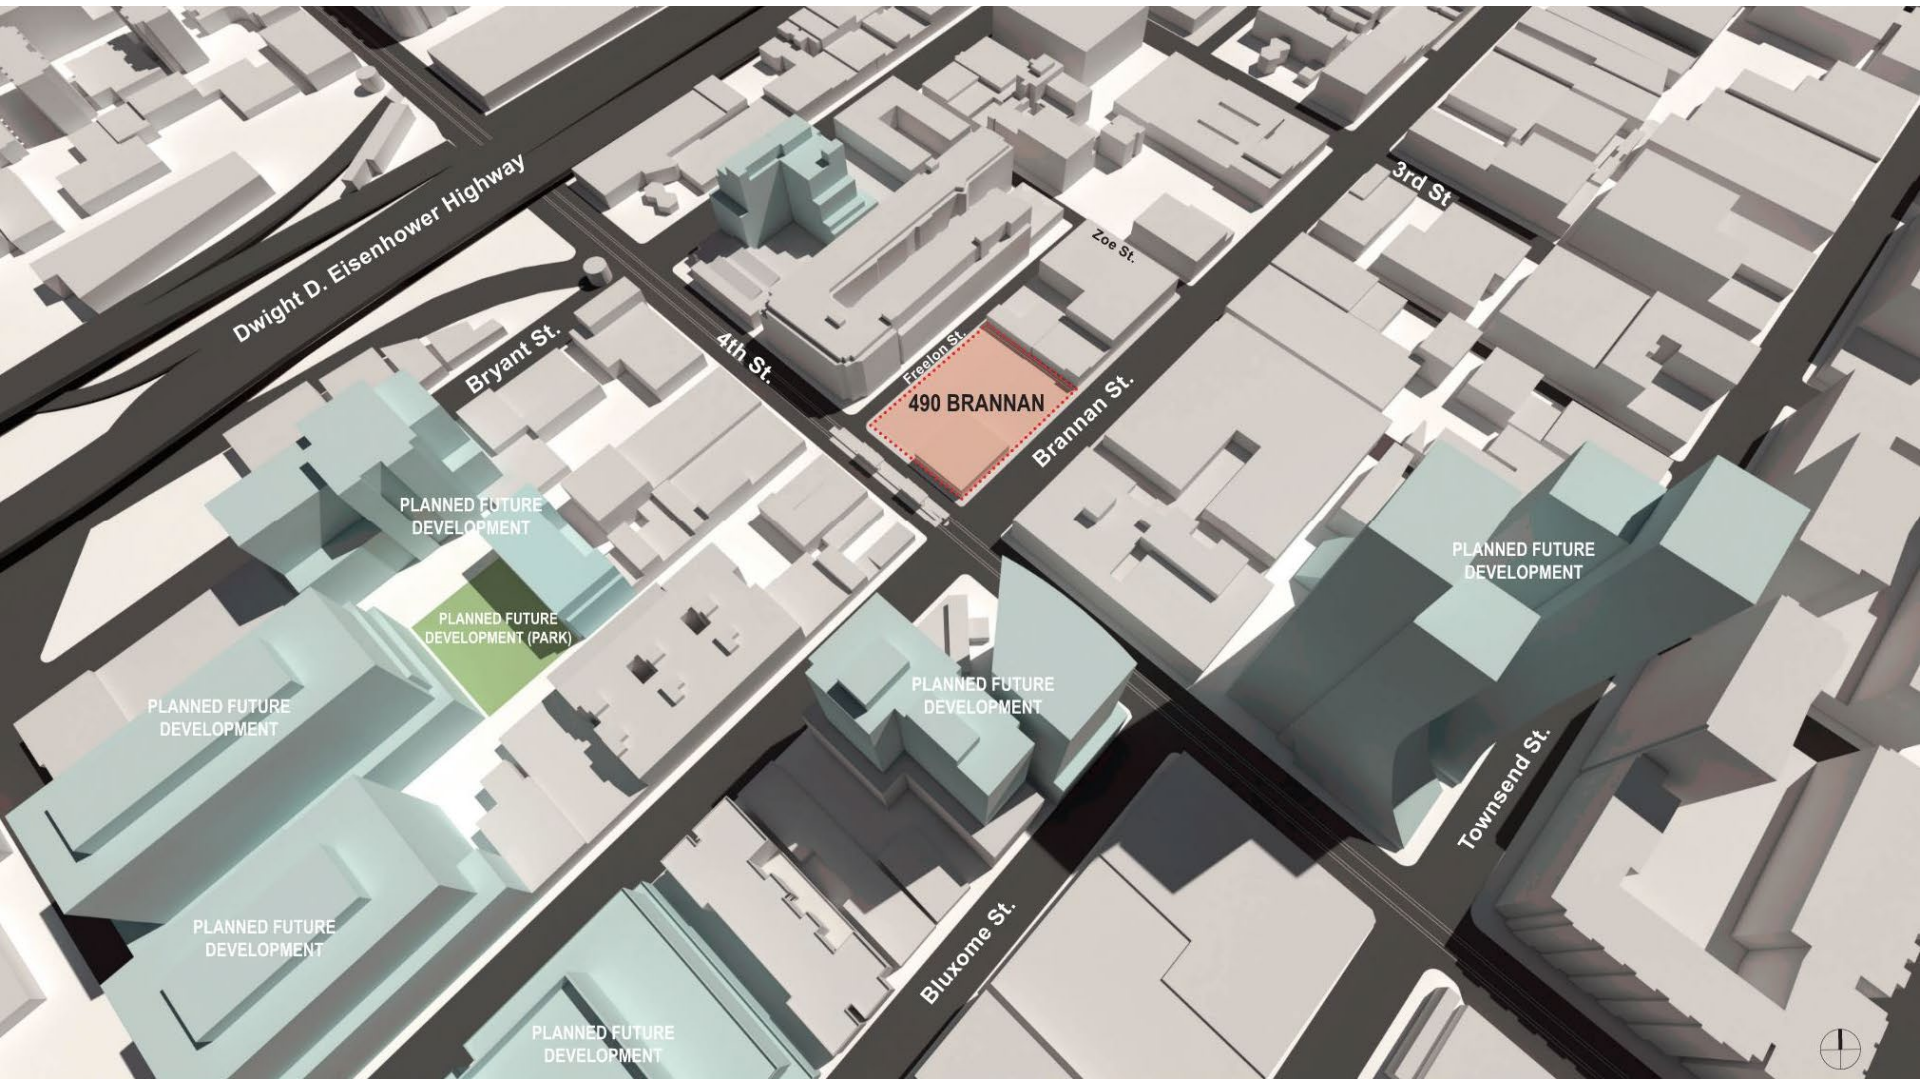 3rd St
Dwight D. Eisenhower Highway
Zoe St.
Bryant St.
4th St.
Freelon St.
490 BRANNAN
Brannan St.
PLANNED FUTURE
DEVELOPMENT
PLANNED FUTURE
DEVELOPMENT
PLANNED FUTURE
DEVELOPMENT (PARK)
PLANNED FUTURE
DEVELOPMENT
PLANNED FUTURE
DEVELOPMENT
Townsend St.
PLANNED FUTURE
DEVELOPMENT
Bluxome St.
PLANNED FUTURE
DEVELOPMENT